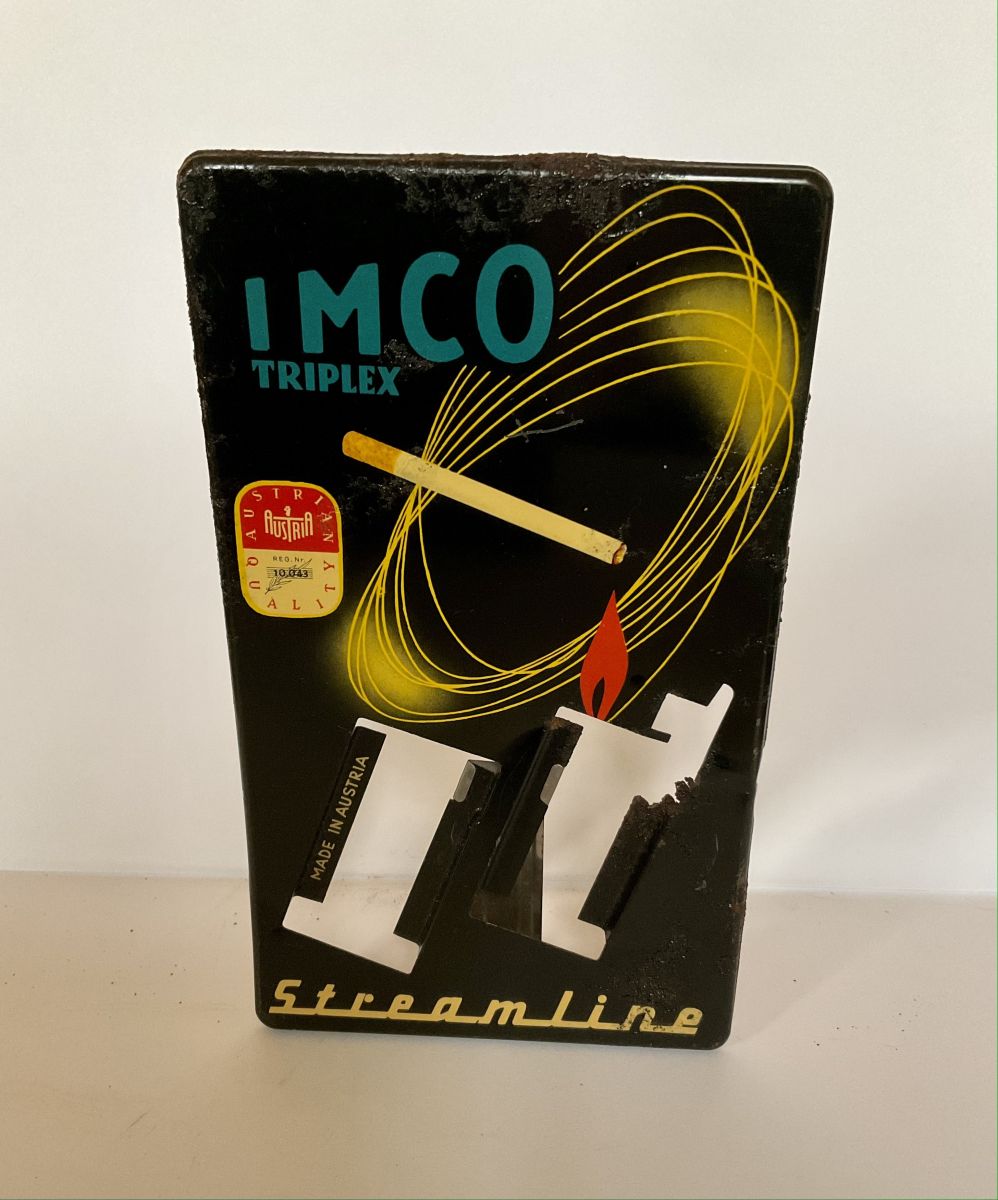 IMCO
TRIPLEX
AUSTRIA
QUALITY
AUSTRIA
REG. Nr.
10.043
MADE IN AUSTRIA
Streamline